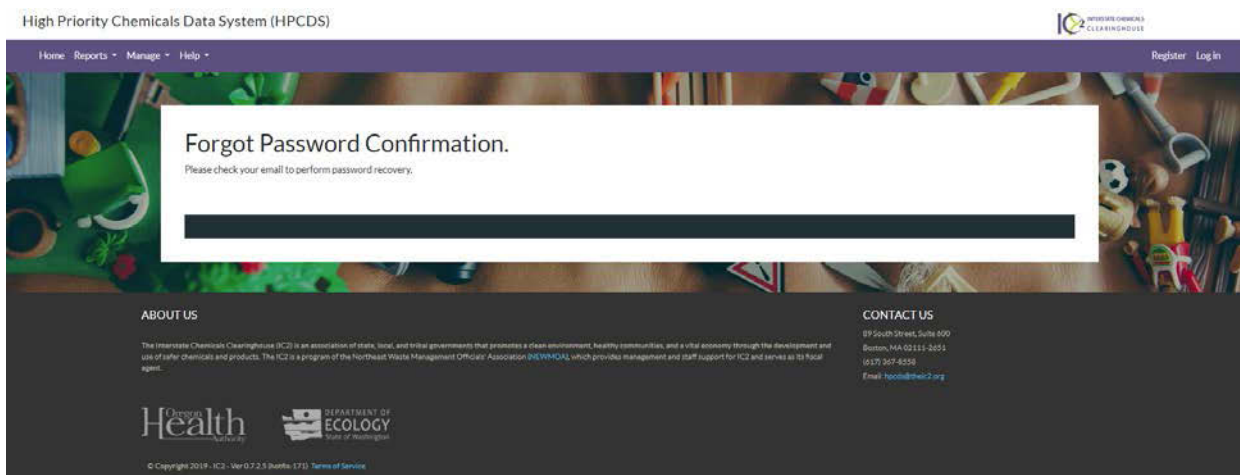 High Priority Chemicals Data System (HPCDS)
IC2 INTERSTATE CHEMICALS
CLEARINGHOUSE
Home Reports Manage Help Register Log in
Forgot Password Confirmation.
Please check your email to perform password recovery.
ABOUT US
The Interstate Chemicals Clearinghouse (IC2) is an association of state, local, and tribal governments that promotes a clean environment, healthy communities, and a vital economy through the development and
use of safer chemicals and products. The IC2 is a program of the Northeast Waste Management Officials' Association (NEWMOA), which provides management and staff support for IC2 and serves as its fiscal
agent.
Oregon
Health
Authority
DEPARTMENT OF
ECOLOGY
State of Washington
© Copyright 2019 - IC2 - Ver 0.7.2.5 (hotfix: 171) Terms of Service
CONTACT US
89 South Street, Suite 600
Boston, MA 02111-2651
(617) 367-8558
Email: hpcds@theic2.org